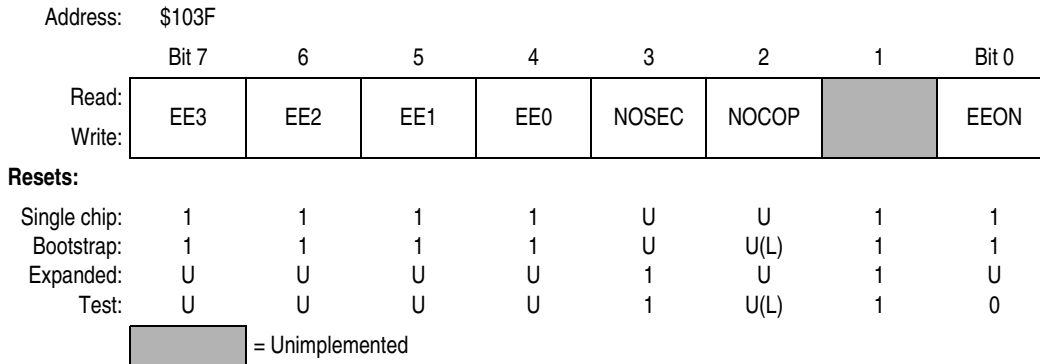 Address: $103F
Bit 7 6 5 4 3 2 1 Bit 0
Read:
EE3 EE2 EE1 EE0 NOSEC NOCOP EEON
Write:
Resets:
Single chip: 1 1 1 1 U U 1 1
Bootstrap: 1 1 1 1 U U(L) 1 1
Expanded: U U U U 1 U 1 U
Test: U U U U 1 U(L) 1 0
= Unimplemented